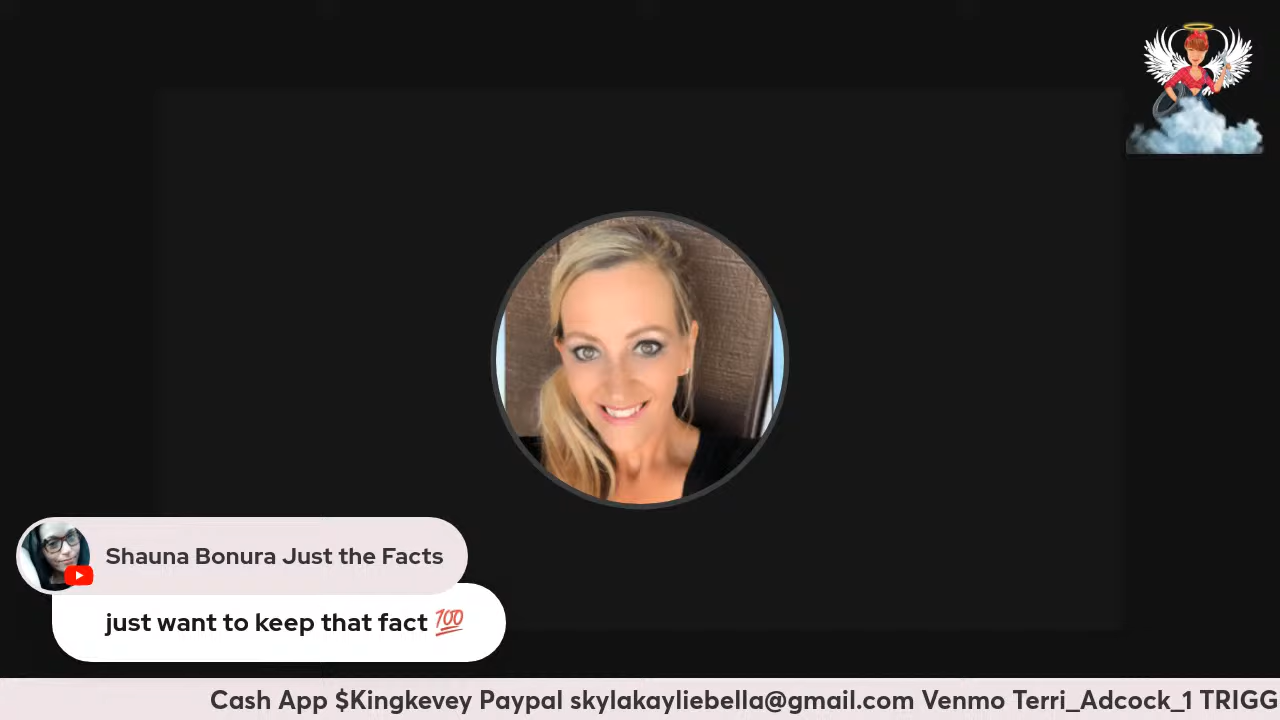 Shauna Bonura Just the Facts
just want to keep that fact 💯
Cash App $Kingkevey Paypal skylakayliebella@gmail.com Venmo Terri_Adcock_1 TRIGG